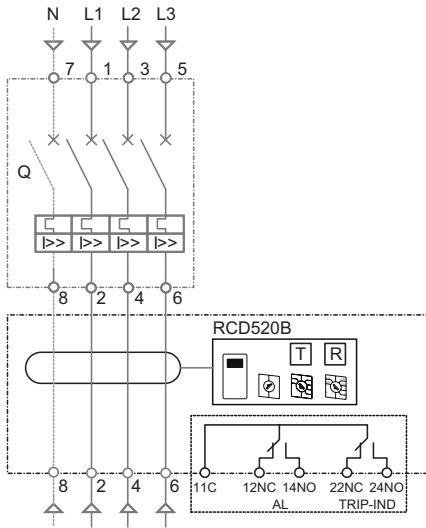 N L1 L2 L3
7 1 3 5
Q
I>> I>> I>> I>>
8 2 4 6
RCD520B
T R
8 2 4 6
11C 12NC 14NO 22NC 24NO
AL TRIP-IND